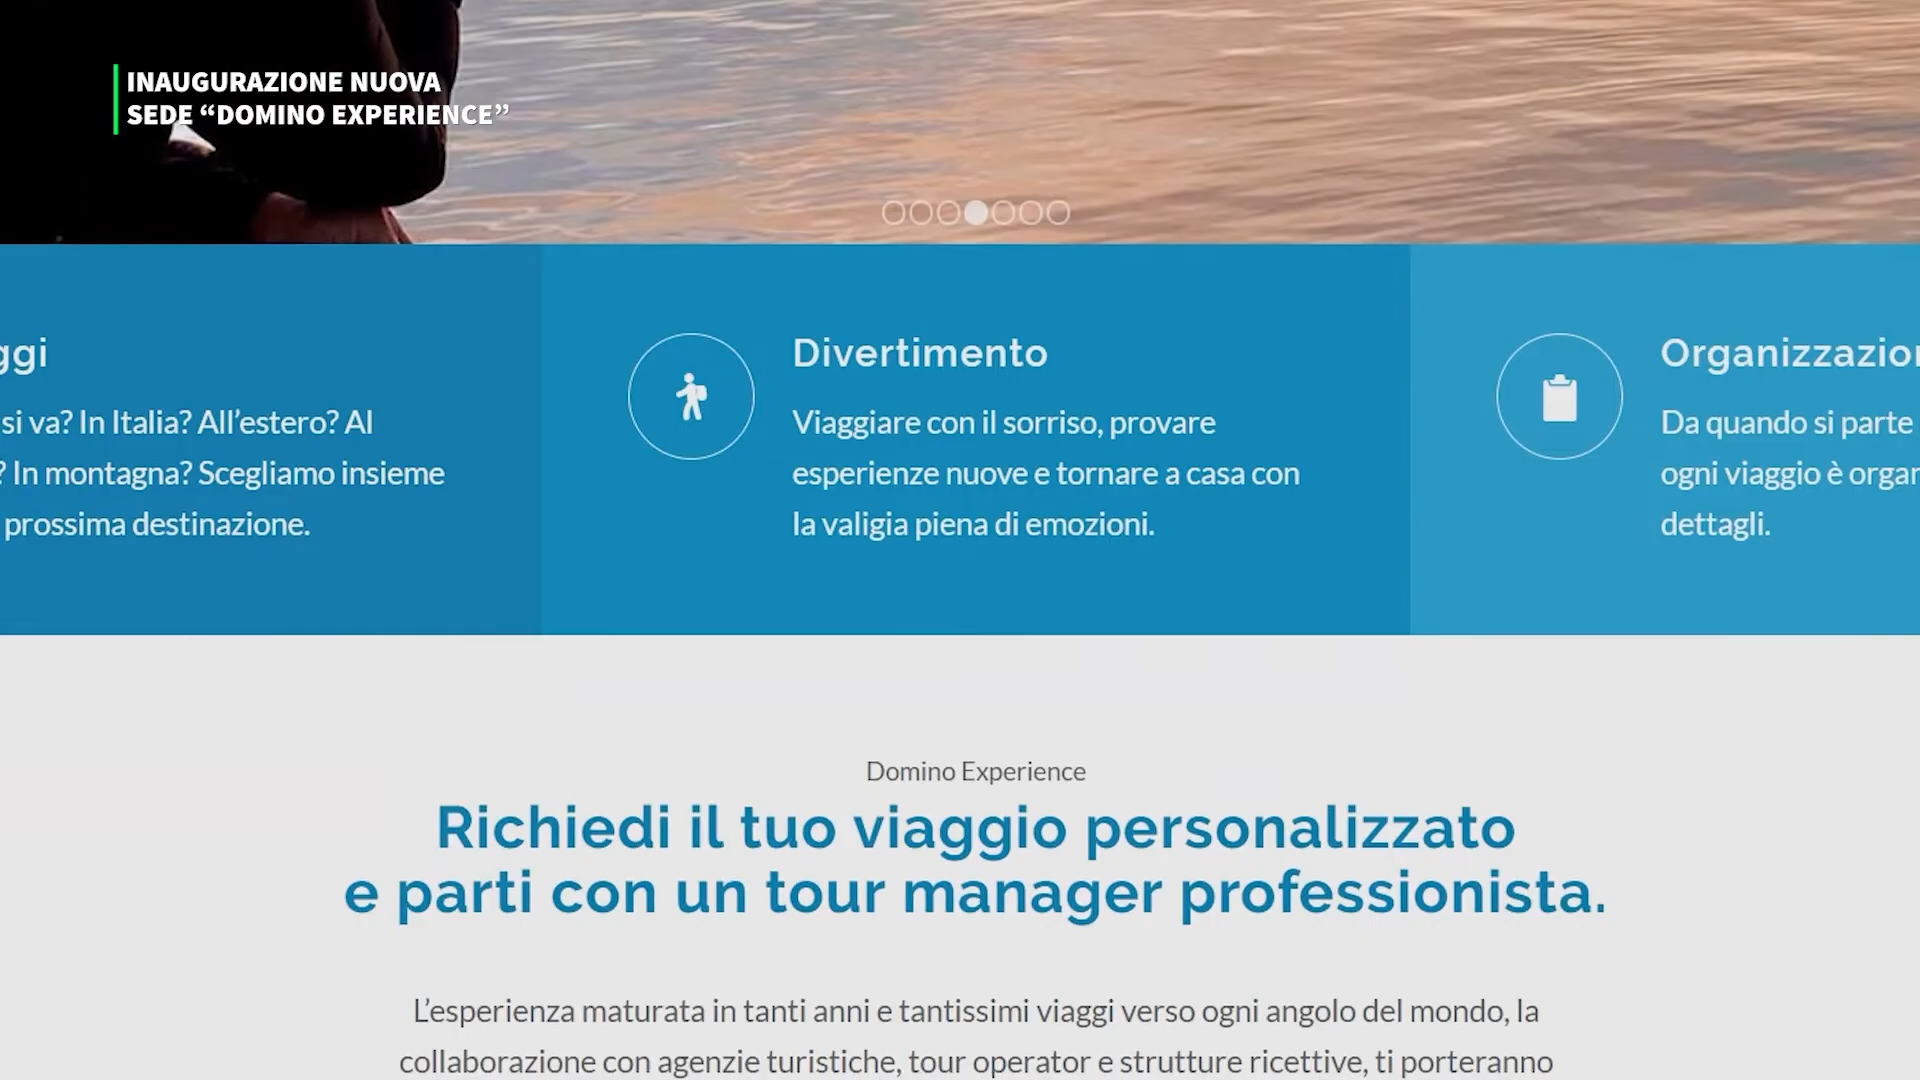 INAUGURAZIONE NUOVA
SEDE “DOMINO EXPERIENCE”
si va? In Italia? All’estero? Al
? In montagna? Scegliamo insieme
prossima destinazione.
Divertimento
Viaggiare con il sorriso, provare
esperienze nuove e tornare a casa con
la valigia piena di emozioni.
Da quando si parte
ogni viaggio è
dettagli.
Domino Experience
Richiedi il tuo viaggio personalizzato
e parti con un tour manager professionista.
L’esperienza maturata in tanti anni e tantissimi viaggi verso ogni angolo del mondo, la
collaborazione con agenzie turistiche, tour operator e strutture ricettive, ti porteranno